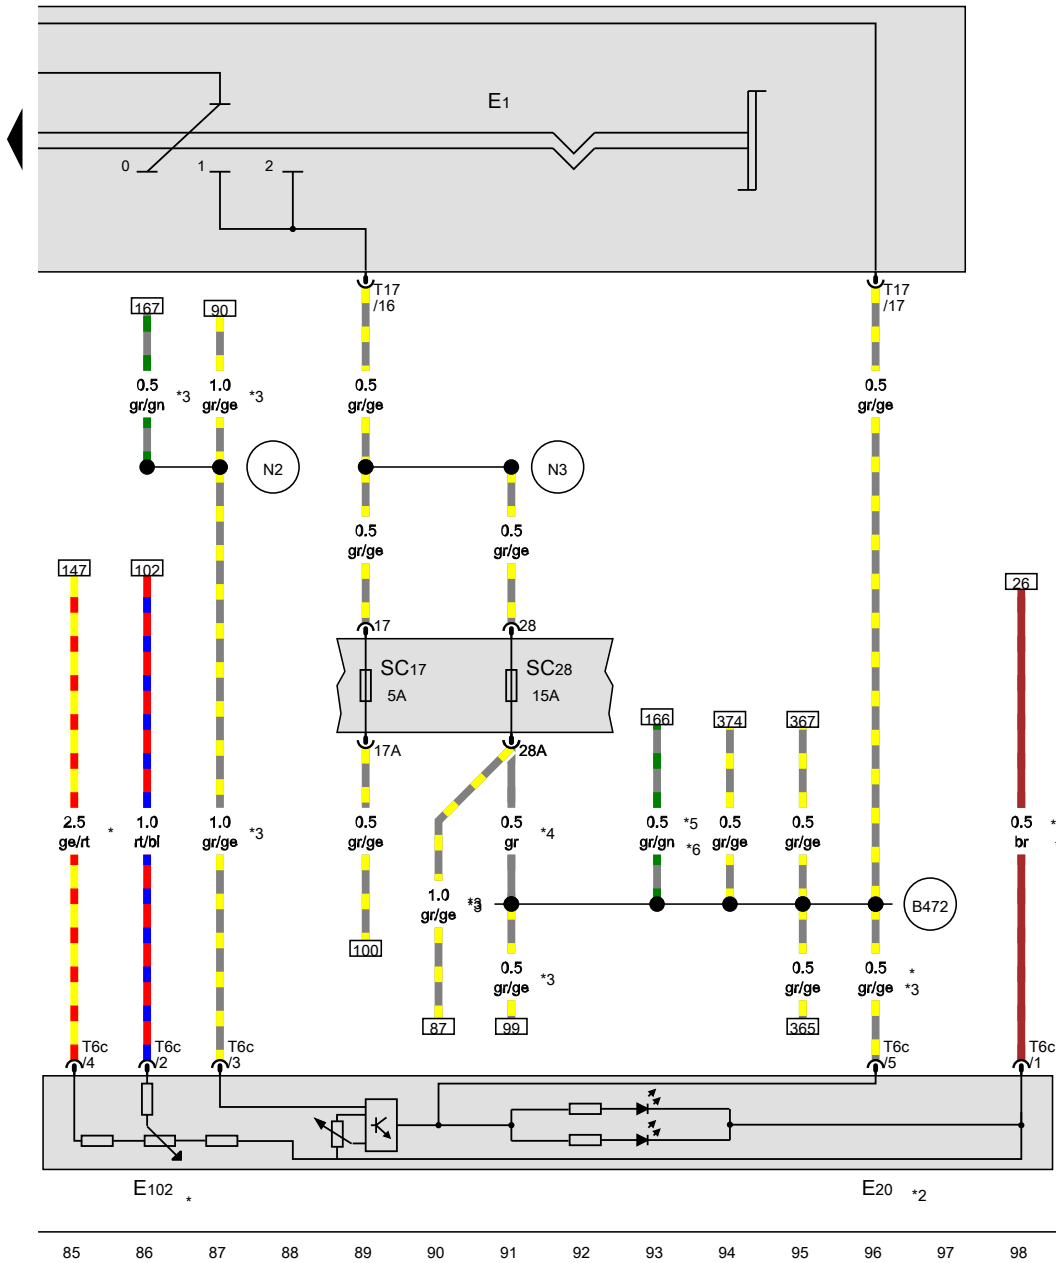 E1
0 1 2
T17
/16
T17
/17
167 90
0.5
gr/gn
*3
1.0
gr/ge
*3
0.5
gr/ge
0.5
gr/ge
N2
N3
0.5
gr/ge
0.5
gr/ge
147 102 26
17 28
SC17
5A
SC28
15A
17A 28A
166 374 367
2.5
ge/rt
*
1.0
rt/bl
1.0
gr/ge
*3
0.5
gr/ge
0.5
gr
*4
0.5
gr/gn
*5
*6
0.5
gr/ge
0.5
gr/ge
0.5
br
*
1.0
gr/ge
B472
100
0.5
gr/ge
*3
0.5
gr/ge
0.5
gr/ge
*
*3
87 99 365
T6c
/4
T6c
/2
T6c
/3
T6c
/5
T6c
/1
E102
*
E20
*2
85 86 87 88 89 90 91 92 93 94 95 96 97 98